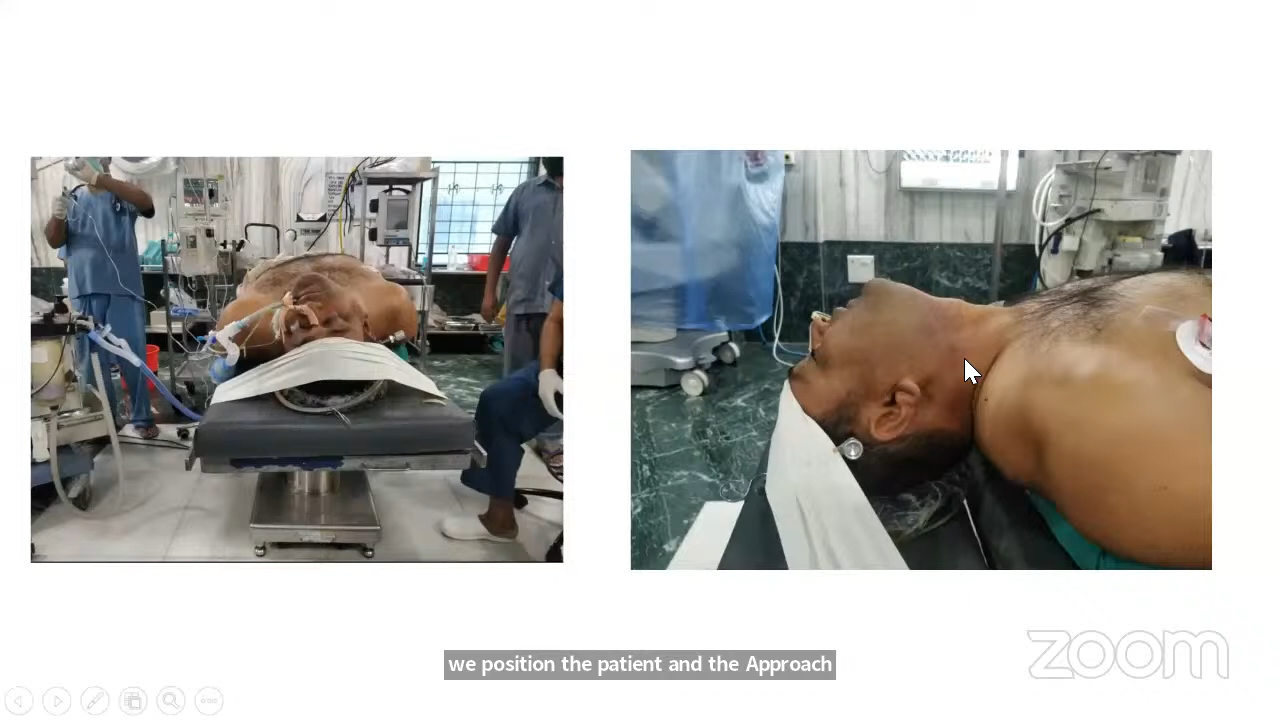 we position the patient and the Approach
zoom